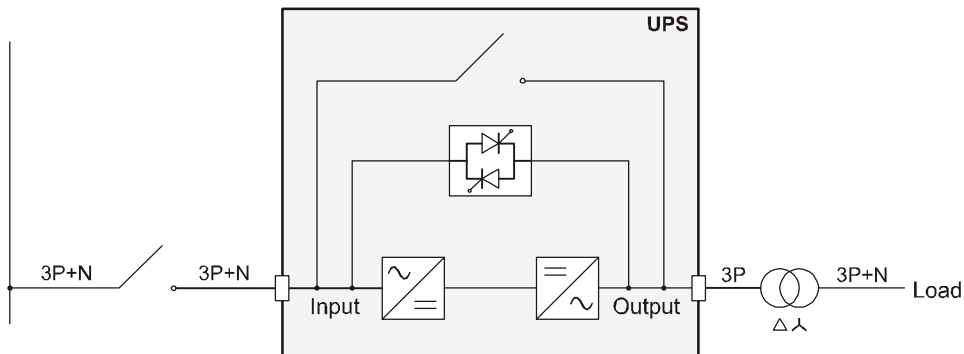 UPS
3P+N
3P+N
Input
Output
3P
3P+N
Load